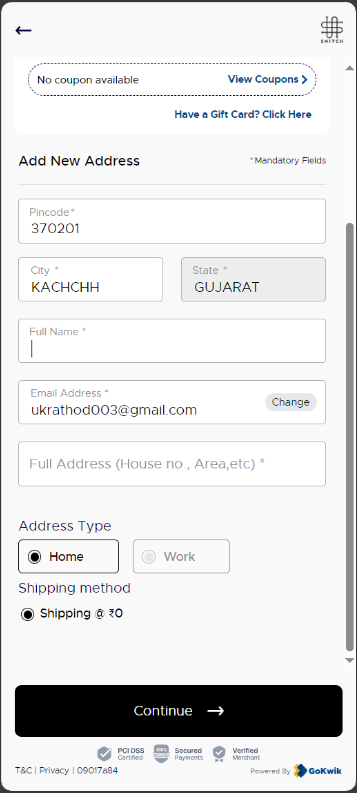 ←
SNITCH
No coupon available View Coupons >
Have a Gift Card? Click Here
Add New Address *Mandatory Fields
Pincode*
370201
City * State *
KACHCHH GUJARAT
Full Name *
Email Address *
ukrathod003@gmail.com Change
Full Address (House no., Area,etc) *
Address Type
Home Work
Shipping method
Shipping @ ₹0
Continue →
PCI DSS Certified 100% Secured Payments Verified Merchant
T&C | Privacy | 09017a84 Powered By GoKwik